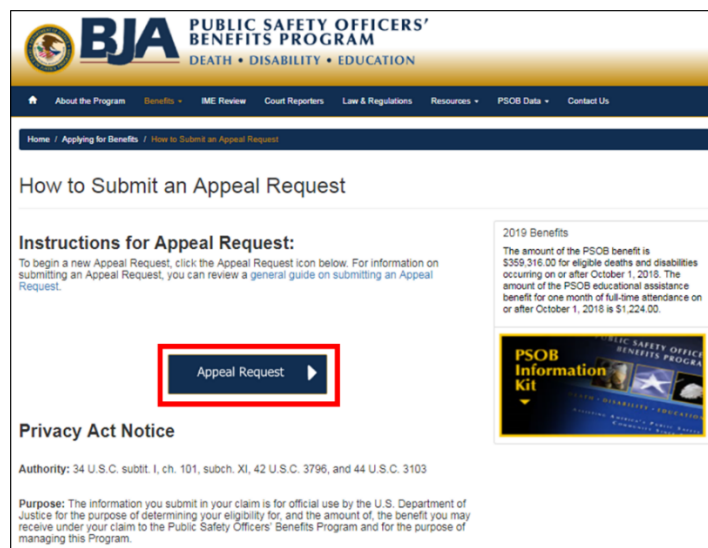 BJA
PUBLIC SAFETY OFFICERS'
BENEFITS PROGRAM
DEATH • DISABILITY • EDUCATION
About the Program Benefits IME Review Court Reporters Law & Regulations Resources PSOB Data Contact Us
Home / Applying for Benefits / How to Submit an Appeal Request
How to Submit an Appeal Request
Instructions for Appeal Request:
To begin a new Appeal Request, click the Appeal Request icon below. For information on
submitting an Appeal Request, you can review a general guide on submitting an Appeal
Request.
Appeal Request
Privacy Act Notice
Authority: 34 U.S.C. subtit. I, ch. 101, subch. XI, 42 U.S.C. 3796, and 44 U.S.C. 3103
Purpose: The information you submit in your claim is for official use by the U.S. Department of
Justice for the purpose of determining your eligibility for, and the amount of, the benefit you may
receive under your claim to the Public Safety Officers' Benefits Program and for the purpose of
managing this Program.
2019 Benefits
The amount of the PSOB benefit is
$359,316.00 for eligible deaths and disabilities
occurring on or after October 1, 2018. The
amount of the PSOB educational assistance
benefit for one month of full-time attendance on
or after October 1, 2018 is $1,224.00.
PUBLIC SAFETY OFFICE
BENEFITS PROGRA
PSOB
Information
Kit
DEATH • DISABILITY • EDUCATION